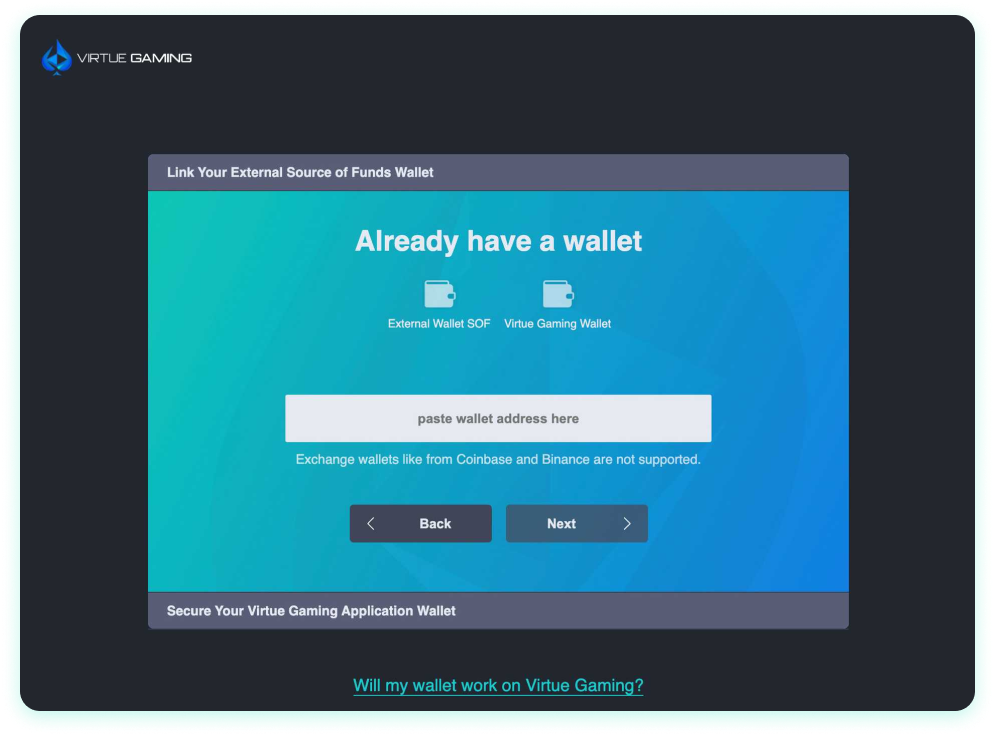 VIRTUE GAMING
Link Your External Source of Funds Wallet
Already have a wallet
External Wallet SOF
Virtue Gaming Wallet
paste wallet address here
Exchange wallets like from Coinbase and Binance are not supported.
Back
Next
Secure Your Virtue Gaming Application Wallet
Will my wallet work on Virtue Gaming?